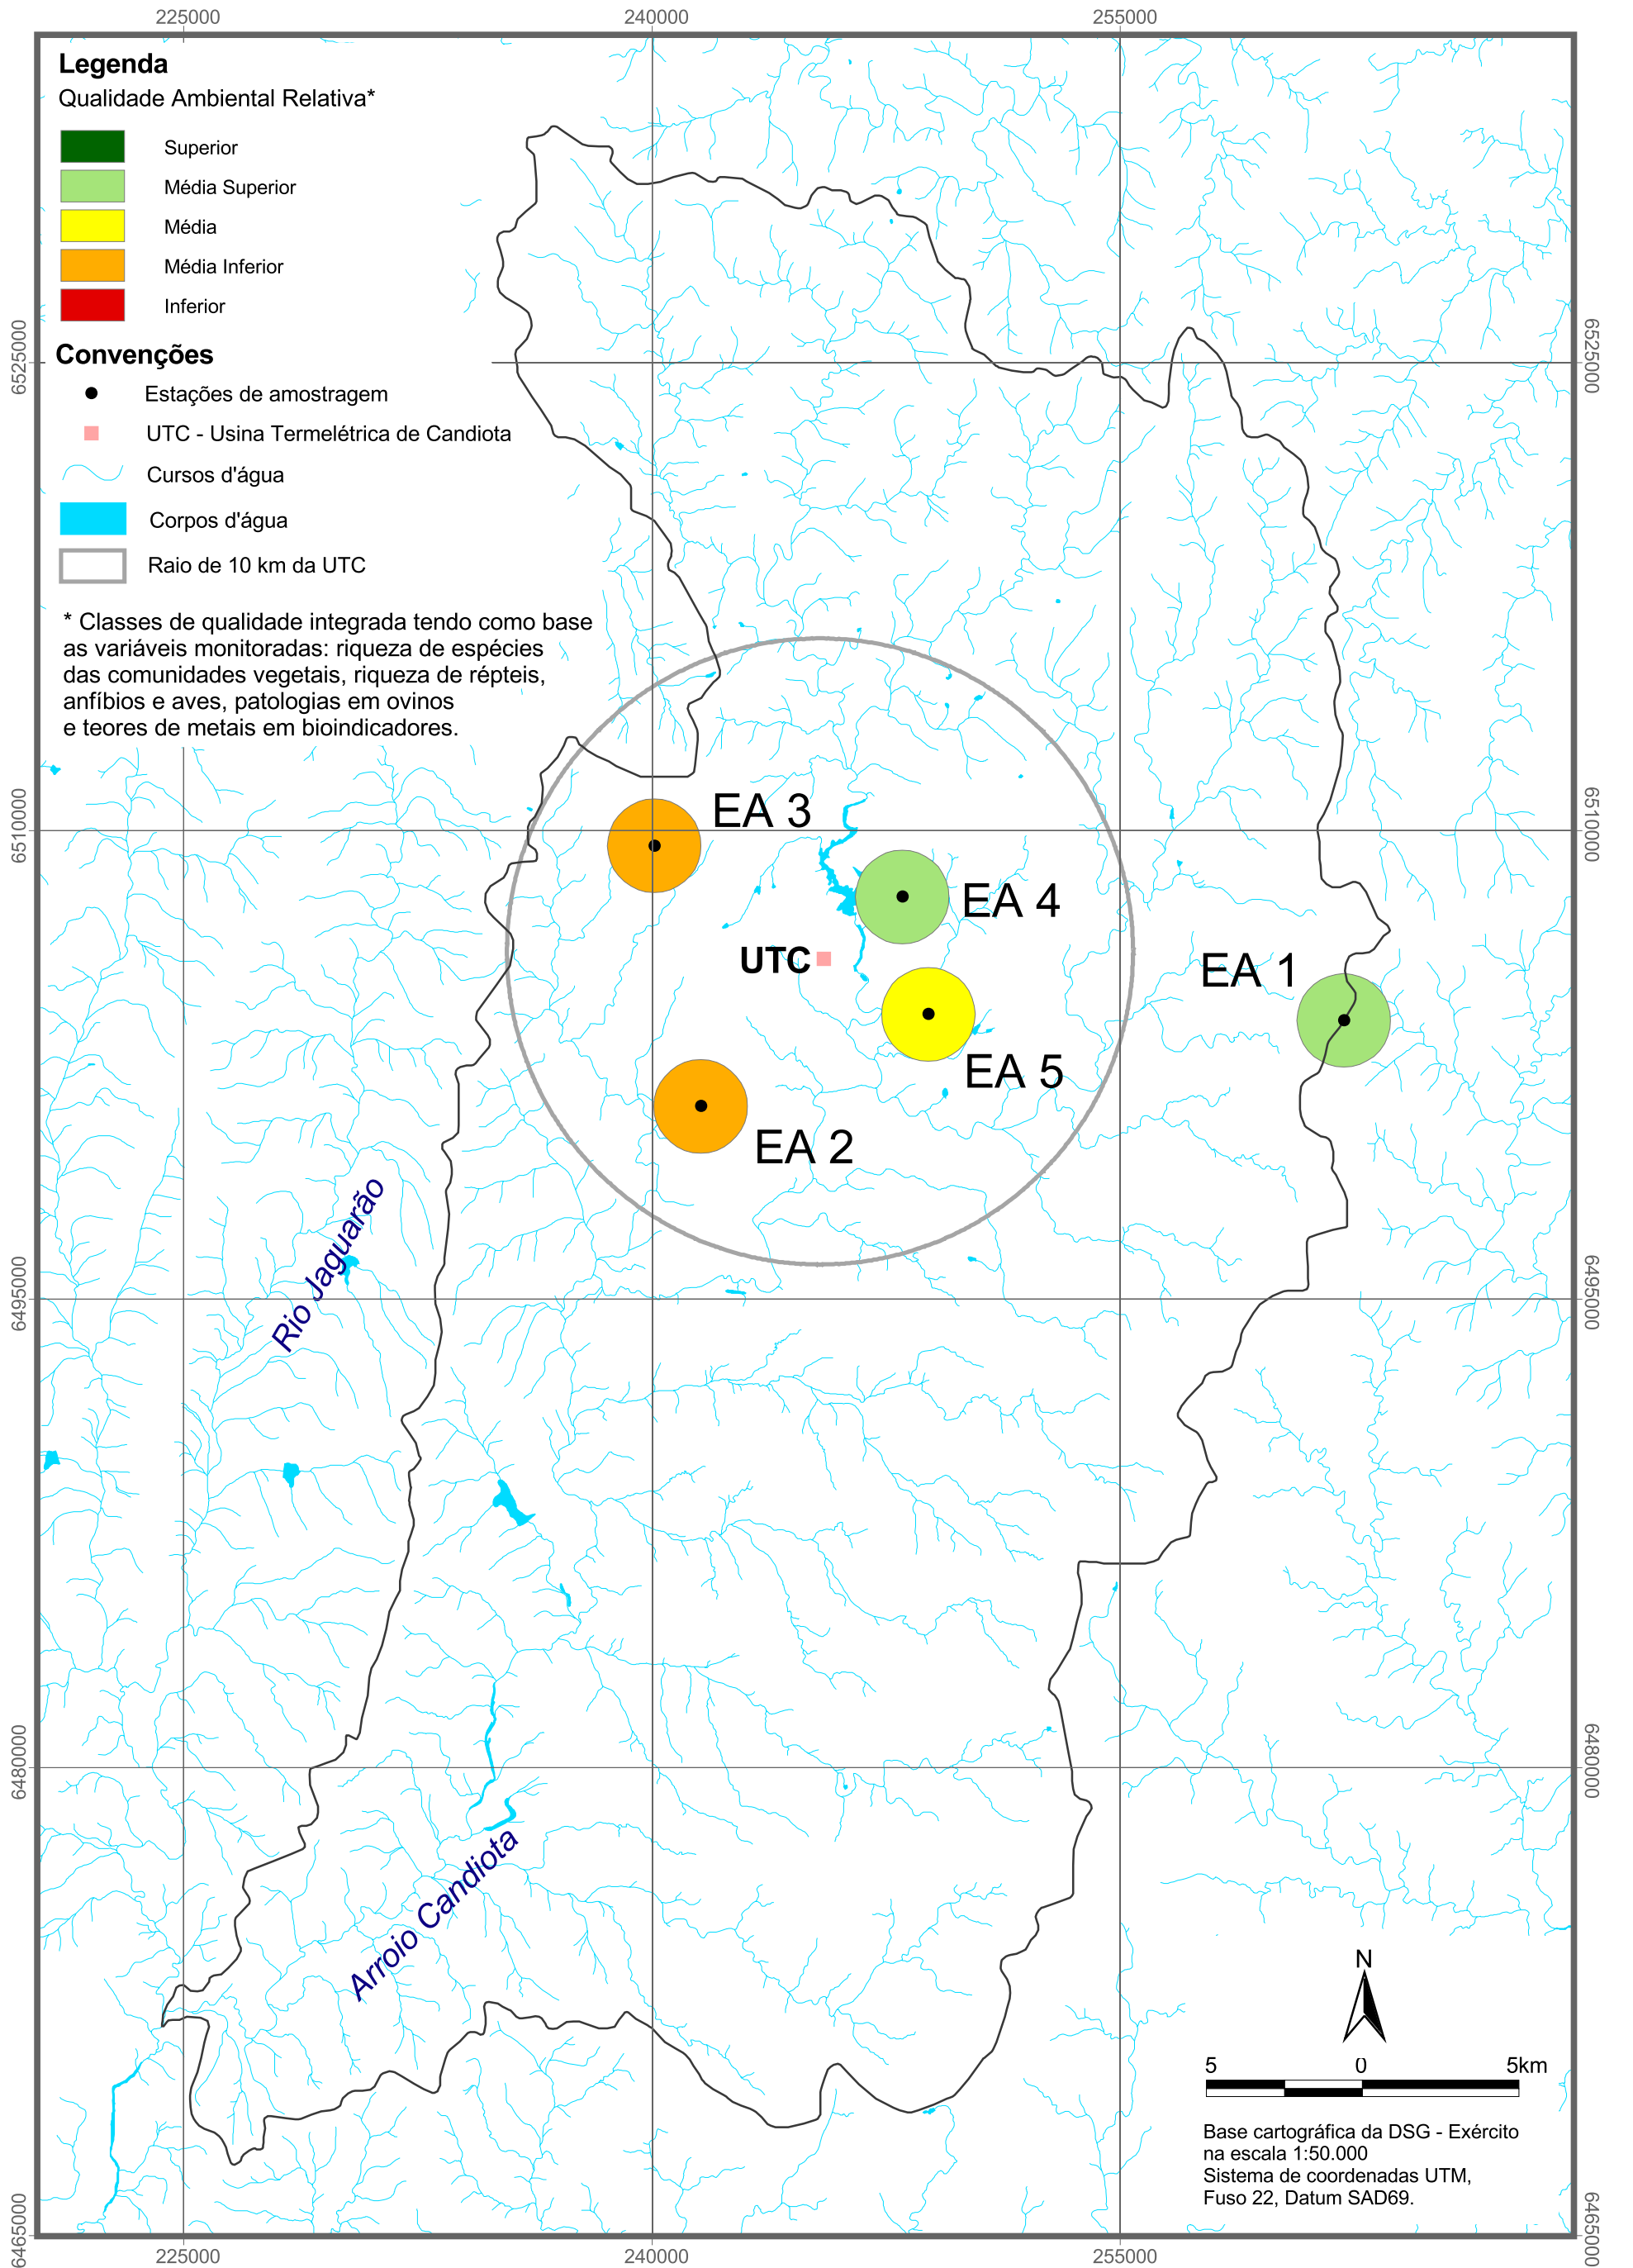 225000
240000
255000
Legenda
Qualidade Ambiental Relativa*
Superior
Média Superior
Média
Média Inferior
Inferior
Convenções
Estações de amostragem
UTC - Usina Termelétrica de Candiota
Cursos d'água
Corpos d'água
Raio de 10 km da UTC
* Classes de qualidade integrada tendo como base
as variáveis monitoradas: riqueza de espécies
das comunidades vegetais, riqueza de répteis,
anfíbios e aves, patologias em ovinos
e teores de metais em bioindicadores.
6525000
6525000
6510000
6510000
EA 3
EA 4
UTC
EA 1
EA 5
EA 2
Rio Jaguarão
6495000
6495000
6480000
6480000
Arroio Candiota
N
5 0 5km
Base cartográfica da DSG - Exército
na escala 1:50.000
Sistema de coordenadas UTM,
Fuso 22, Datum SAD69.
6465000
6465000
225000
240000
255000